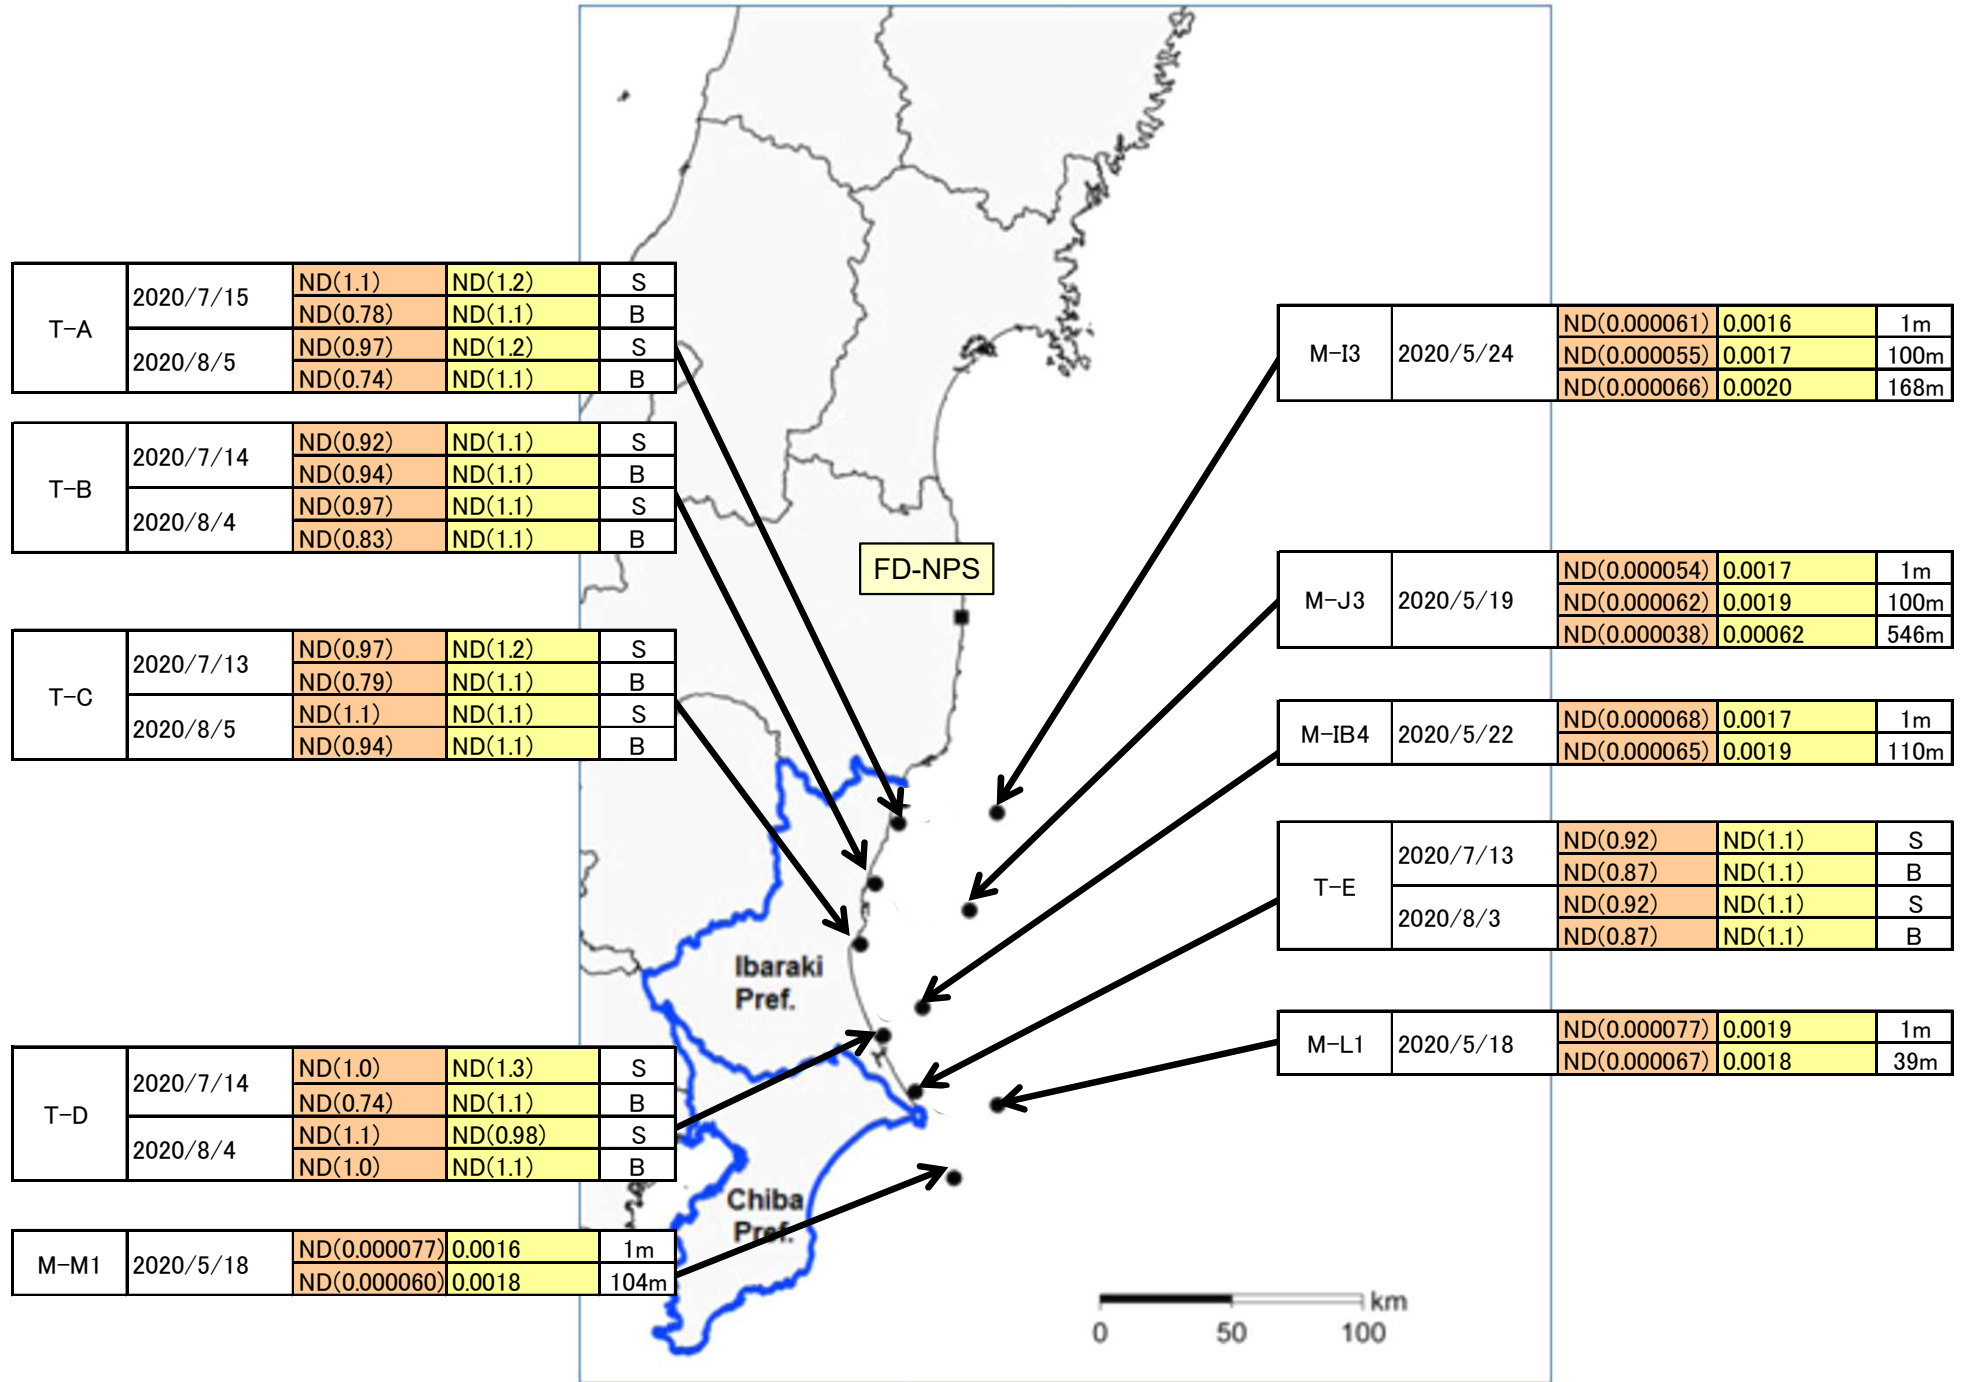 T-A
2020/7/15 ND(1.1) ND(1.2) S
ND(0.78) ND(1.1) B
2020/8/5 ND(0.97) ND(1.2) S
ND(0.74) ND(1.1) B
T-B
2020/7/14 ND(0.92) ND(1.1) S
ND(0.94) ND(1.1) B
2020/8/4 ND(0.97) ND(1.1) S
ND(0.83) ND(1.1) B
T-C
2020/7/13 ND(0.97) ND(1.2) S
ND(0.79) ND(1.1) B
2020/8/5 ND(1.1) ND(1.1) S
ND(0.94) ND(1.1) B
T-D
2020/7/14 ND(1.0) ND(1.3) S
ND(0.74) ND(1.1) B
2020/8/4 ND(1.1) ND(0.98) S
ND(1.0) ND(1.1) B
M-M1 2020/5/18 ND(0.000077) 0.0016 1m
ND(0.000060) 0.0018 104m
FD-NPS
Ibaraki
Pref.
Chiba
Pref.
M-I3 2020/5/24 ND(0.000061) 0.0016 1m
ND(0.000055) 0.0017 100m
ND(0.000066) 0.0020 168m
M-J3 2020/5/19 ND(0.000054) 0.0017 1m
ND(0.000062) 0.0019 100m
ND(0.000038) 0.00062 546m
M-IB4 2020/5/22 ND(0.000068) 0.0017 1m
ND(0.000065) 0.0019 110m
T-E
2020/7/13 ND(0.92) ND(1.1) S
ND(0.87) ND(1.1) B
2020/8/3 ND(0.92) ND(1.1) S
ND(0.87) ND(1.1) B
M-L1 2020/5/18 ND(0.000077) 0.0019 1m
ND(0.000067) 0.0018 39m
km
0 50 100